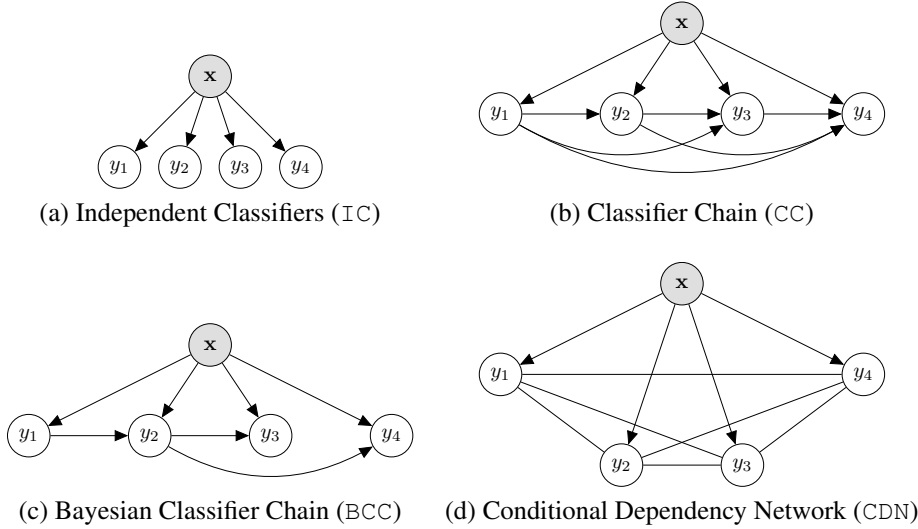 x
y₁ y₂ y₃ y₄
(a) Independent Classifiers (IC)
x
y₁ y₂ y₃ y₄
(b) Classifier Chain (CC)
x
y₁ y₂ y₃ y₄
(c) Bayesian Classifier Chain (BCC)
x
y₁ y₄
y₂ y₃
(d) Conditional Dependency Network (CDN)